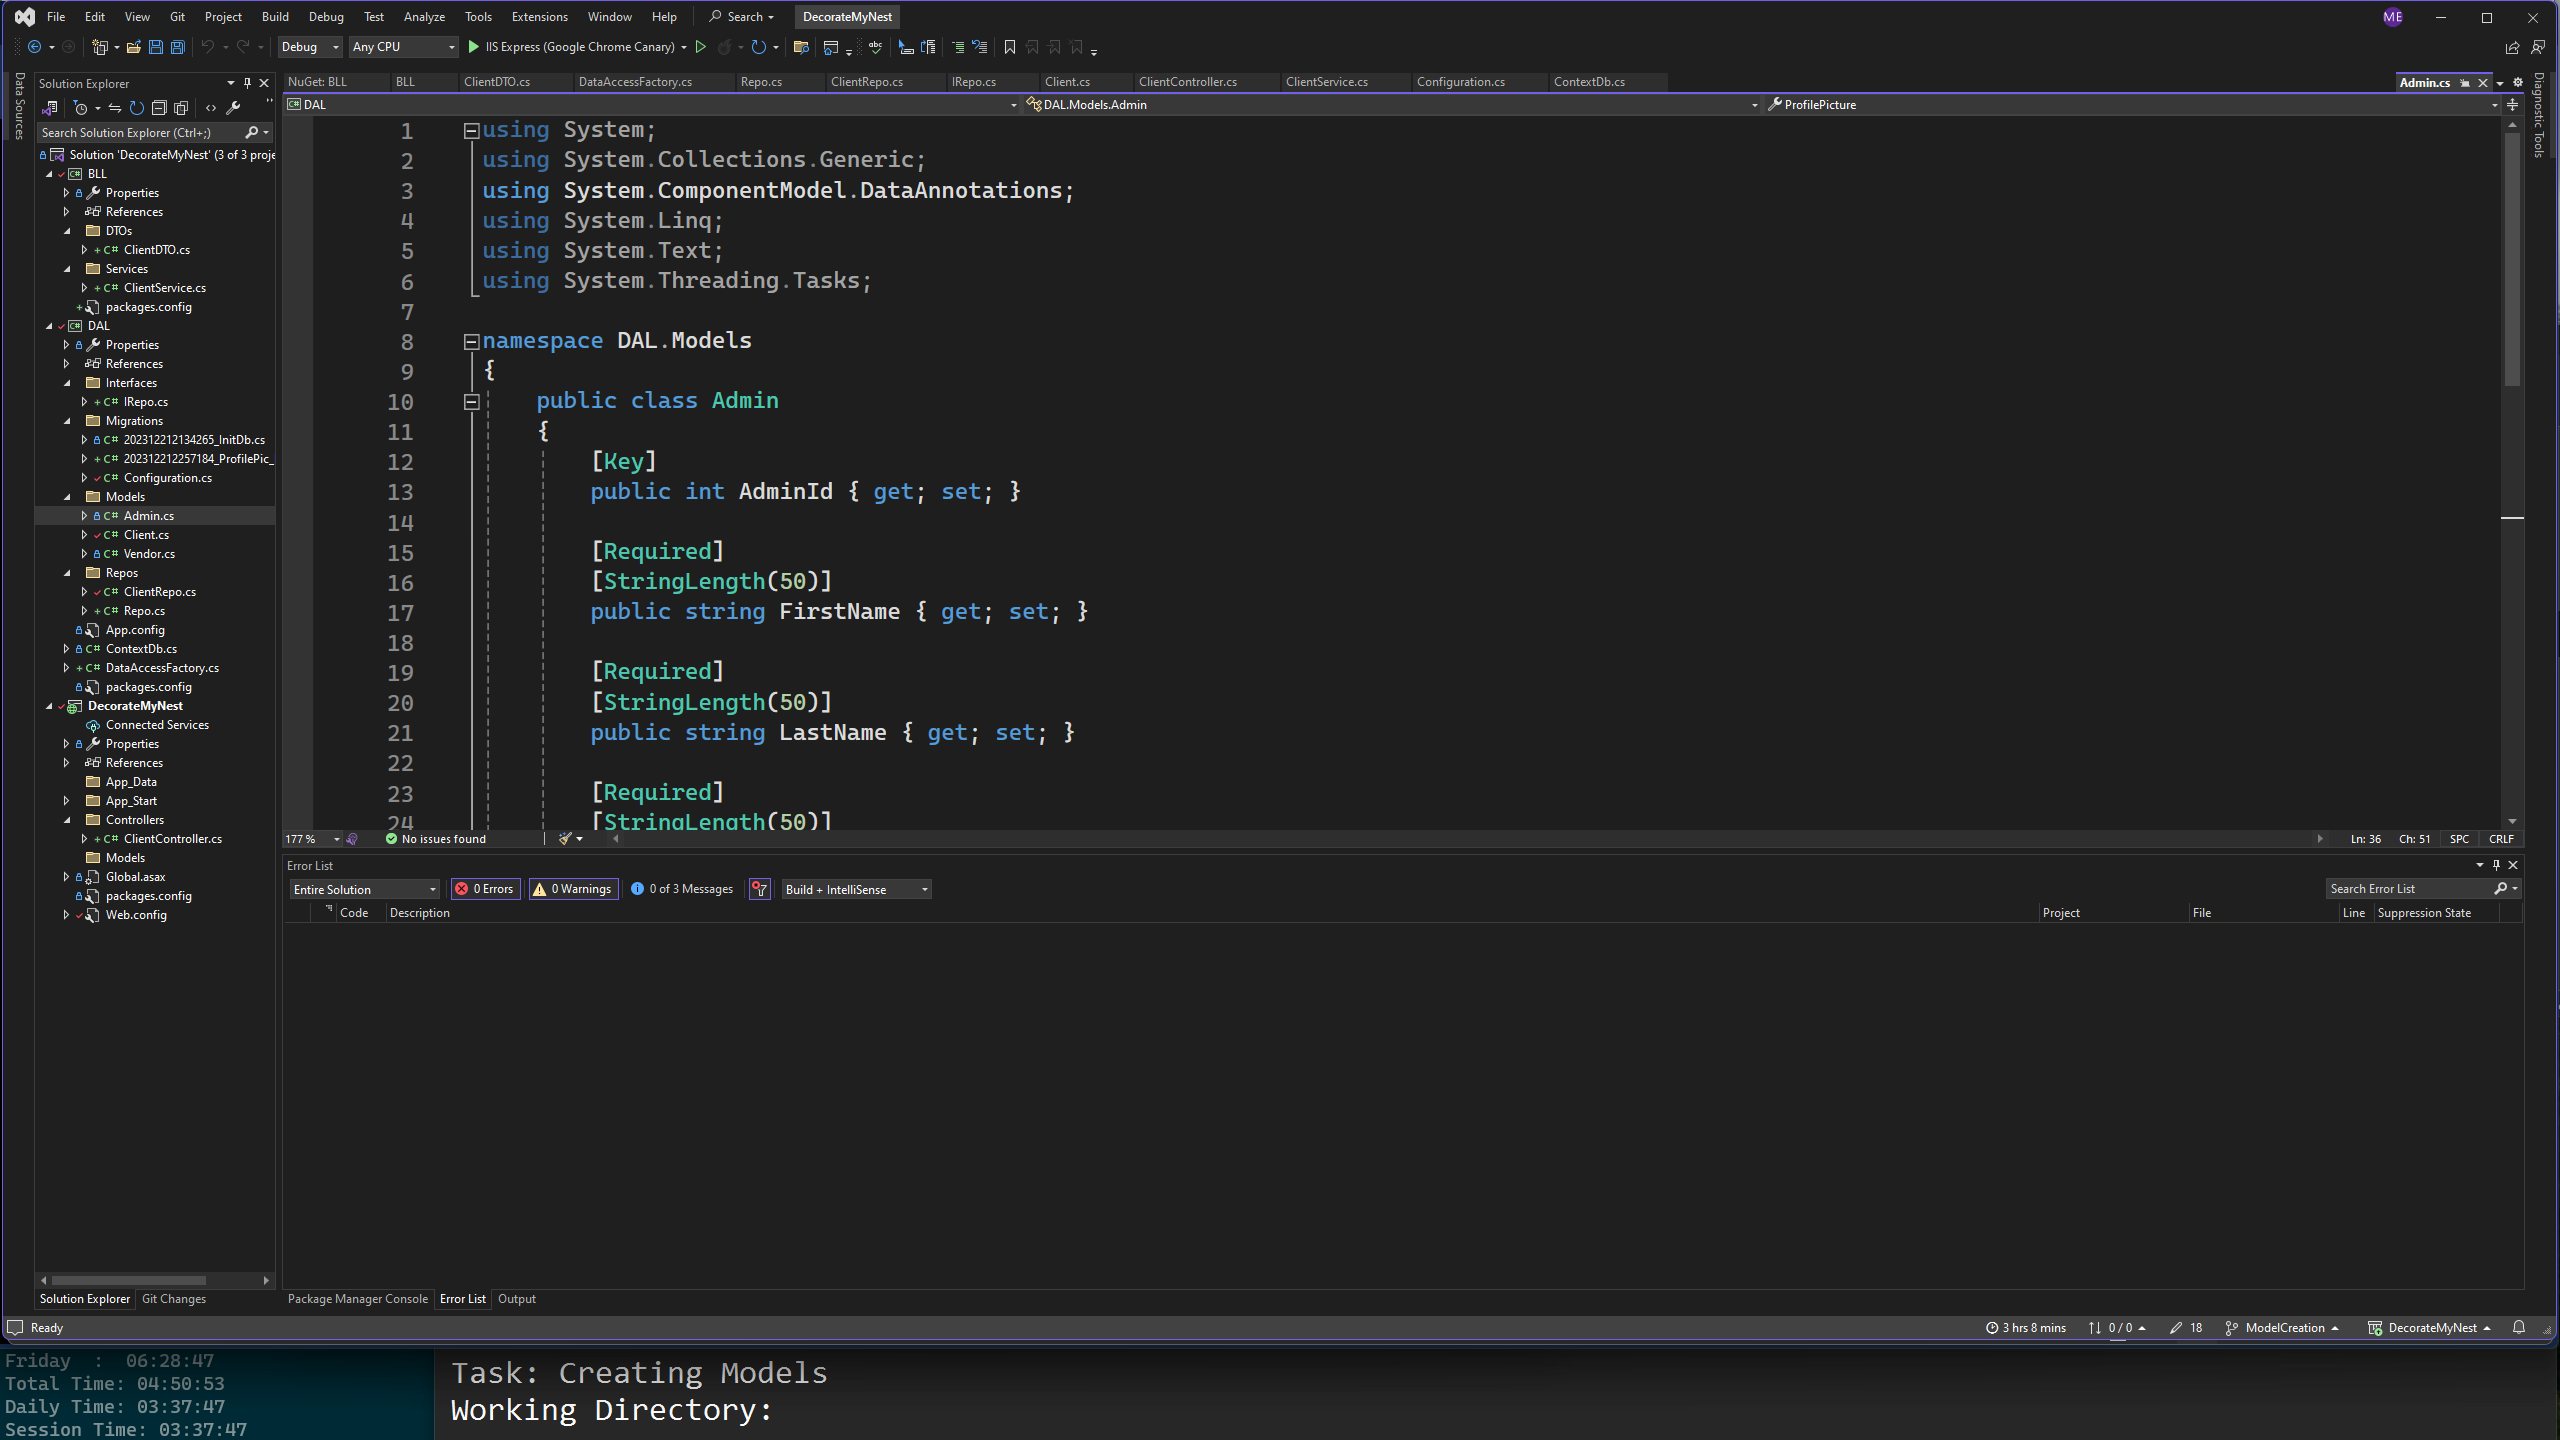 File Edit View Git Project Build Debug Test Analyze Tools Extensions Window Help Search DecorateMyNest ME
Debug Any CPU IIS Express (Google Chrome Canary)
Data Sources
Solution Explorer
Search Solution Explorer (Ctrl+;)
Solution 'DecorateMyNest' (3 of 3 proje
BLL
Properties
References
DTOs
C# ClientDTO.cs
Services
C# ClientService.cs
packages.config
DAL
Properties
References
Interfaces
C# IRepo.cs
Migrations
C# 202312212134265_InitDb.cs
C# 202312212257184_ProfilePic_
C# Configuration.cs
Models
C# Admin.cs
C# Client.cs
C# Vendor.cs
Repos
C# ClientRepo.cs
C# Repo.cs
App.config
C# ContextDb.cs
C# DataAccessFactory.cs
packages.config
DecorateMyNest
Connected Services
Properties
References
App_Data
App_Start
Controllers
C# ClientController.cs
Models
Global.asax
packages.config
Web.config
Solution Explorer Git Changes
NuGet: BLL BLL ClientDTO.cs DataAccessFactory.cs Repo.cs ClientRepo.cs IRepo.cs Client.cs ClientController.cs ClientService.cs Configuration.cs ContextDb.cs Admin.cs
C# DAL DAL.Models.Admin ProfilePicture
1 using System;
2 using System.Collections.Generic;
3 using System.ComponentModel.DataAnnotations;
4 using System.Linq;
5 using System.Text;
6 using System.Threading.Tasks;
7
8 namespace DAL.Models
9 {
10 public class Admin
11 {
12 [Key]
13 public int AdminId { get; set; }
14
15 [Required]
16 [StringLength(50)]
17 public string FirstName { get; set; }
18
19 [Required]
20 [StringLength(50)]
21 public string LastName { get; set; }
22
23 [Required]
24 [StringLength(50)]
177 % No issues found Ln: 36 Ch: 51 SPC CRLF
Diagnostic Tools
Error List
Entire Solution 0 Errors 0 Warnings 0 of 3 Messages Build + IntelliSense Search Error List
Code Description Project File Line Suppression State
Package Manager Console Error List Output
Ready 3 hrs 8 mins 0 / 0 18 ModelCreation DecorateMyNest
Friday : 06:28:47
Total Time: 04:50:53
Daily Time: 03:37:47
Session Time: 03:37:47
Task: Creating Models
Working Directory: